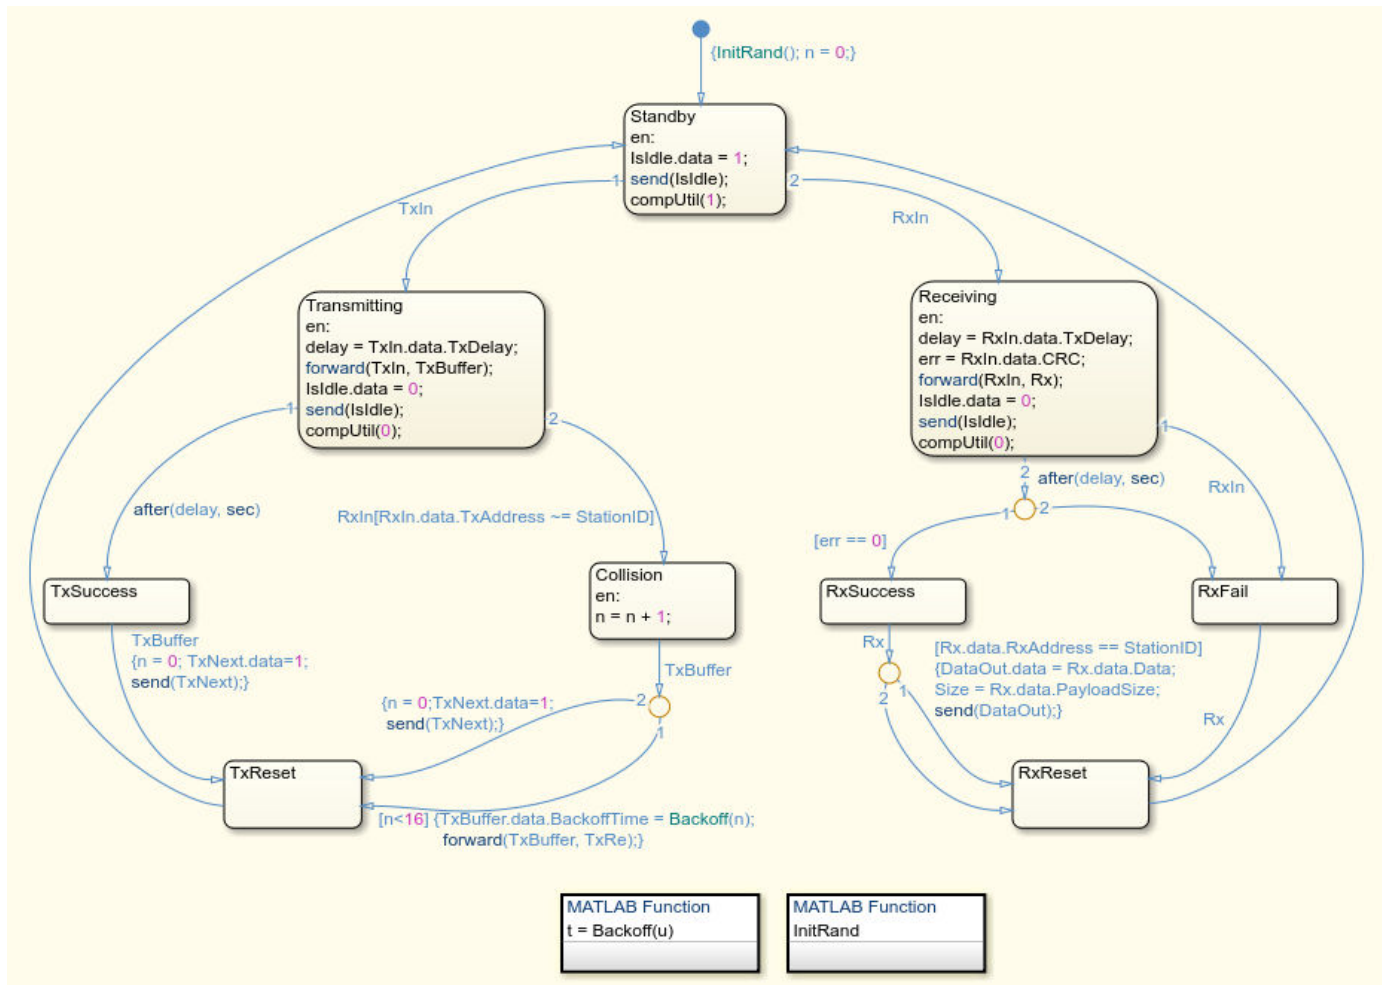 {InitRand(); n = 0;}
Standby
en:
IsIdle.data = 1;
send(IsIdle);
compUtil(1);
1
2
TxIn
RxIn
Transmitting
en:
delay = TxIn.data.TxDelay;
forward(TxIn, TxBuffer);
IsIdle.data = 0;
send(IsIdle);
compUtil(0);
1
2
Receiving
en:
delay = RxIn.data.TxDelay;
err = RxIn.data.CRC;
forward(RxIn, Rx);
IsIdle.data = 0;
send(IsIdle);
compUtil(0);
1
2
after(delay, sec)
RxIn
after(delay, sec)
RxIn[RxIn.data.TxAddress ~= StationID]
1
2
[err == 0]
TxSuccess
Collision
en:
n = n + 1;
RxSuccess
RxFail
TxBuffer
{n = 0; TxNext.data=1;
send(TxNext);}
TxBuffer
{n = 0;TxNext.data=1;
send(TxNext);}
2
1
Rx
[Rx.data.RxAddress == StationID]
{DataOut.data = Rx.data.Data;
Size = Rx.data.PayloadSize;
send(DataOut);}
2
1
Rx
TxReset
RxReset
[n<16] {TxBuffer.data.BackoffTime = Backoff(n);
forward(TxBuffer, TxRe);}
MATLAB Function
t = Backoff(u)
MATLAB Function
InitRand